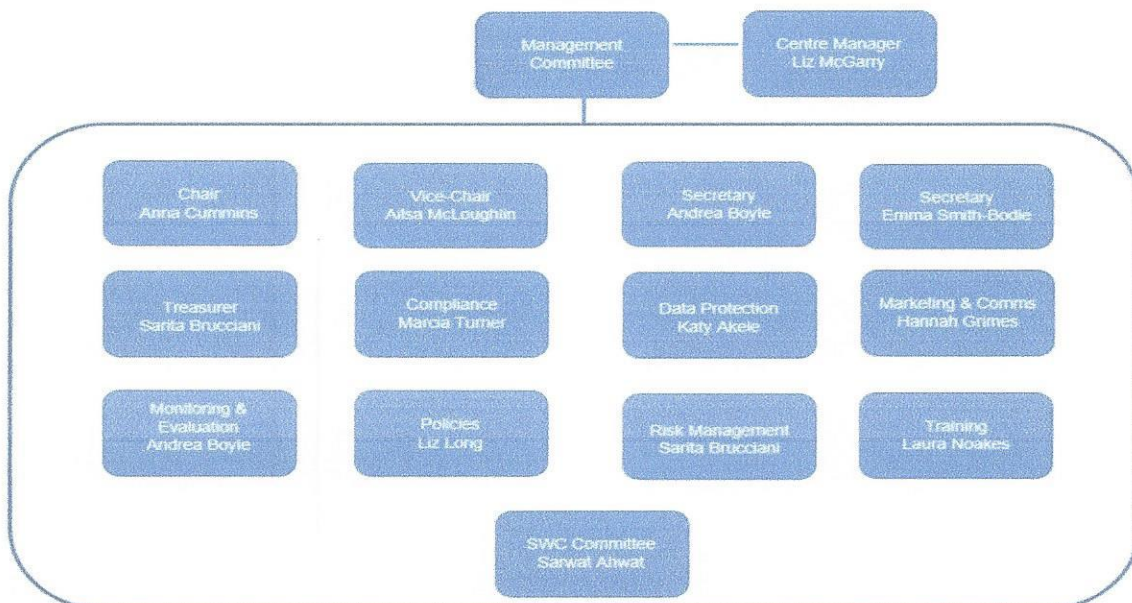 Management
Committee
Centre Manager
Liz McGarry
Chair
Anna Cummins
Vice-Chair
Ailsa McLoughlin
Secretary
Andrea Boyle
Secretary
Emma Smith-Bodie
Treasurer
Sarita Brucciani
Compliance
Marcia Turner
Data Protection
Katy Akele
Marketing & Comms
Hannah Grimes
Monitoring &
Evaluation
Andrea Boyle
Policies
Liz Long
Risk Management
Sarita Brucciani
Training
Laura Noakes
SWC Committee
Sarwat Ahwat